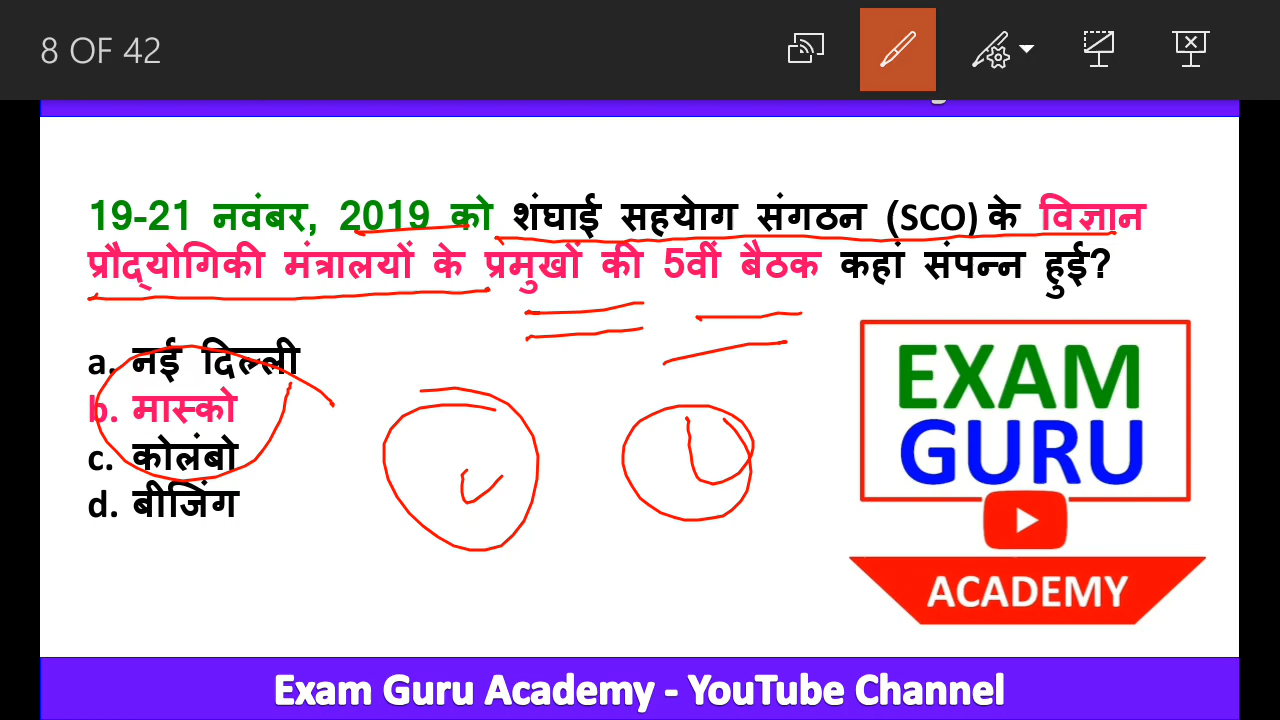 8 OF 42
19-21 नवंबर, 2019 को शंघाई सहयेाग संगठन (SCO) के विज्ञान
प्रौद्योगिकी मंत्रालयों के प्रमुखों की 5वीं बैठक कहां संपन्न हुई?
a. नई दिल्ली
b. मास्को
c. कोलंबो
d. बीजिंग
EXAM
GURU
ACADEMY
Exam Guru Academy - YouTube Channel